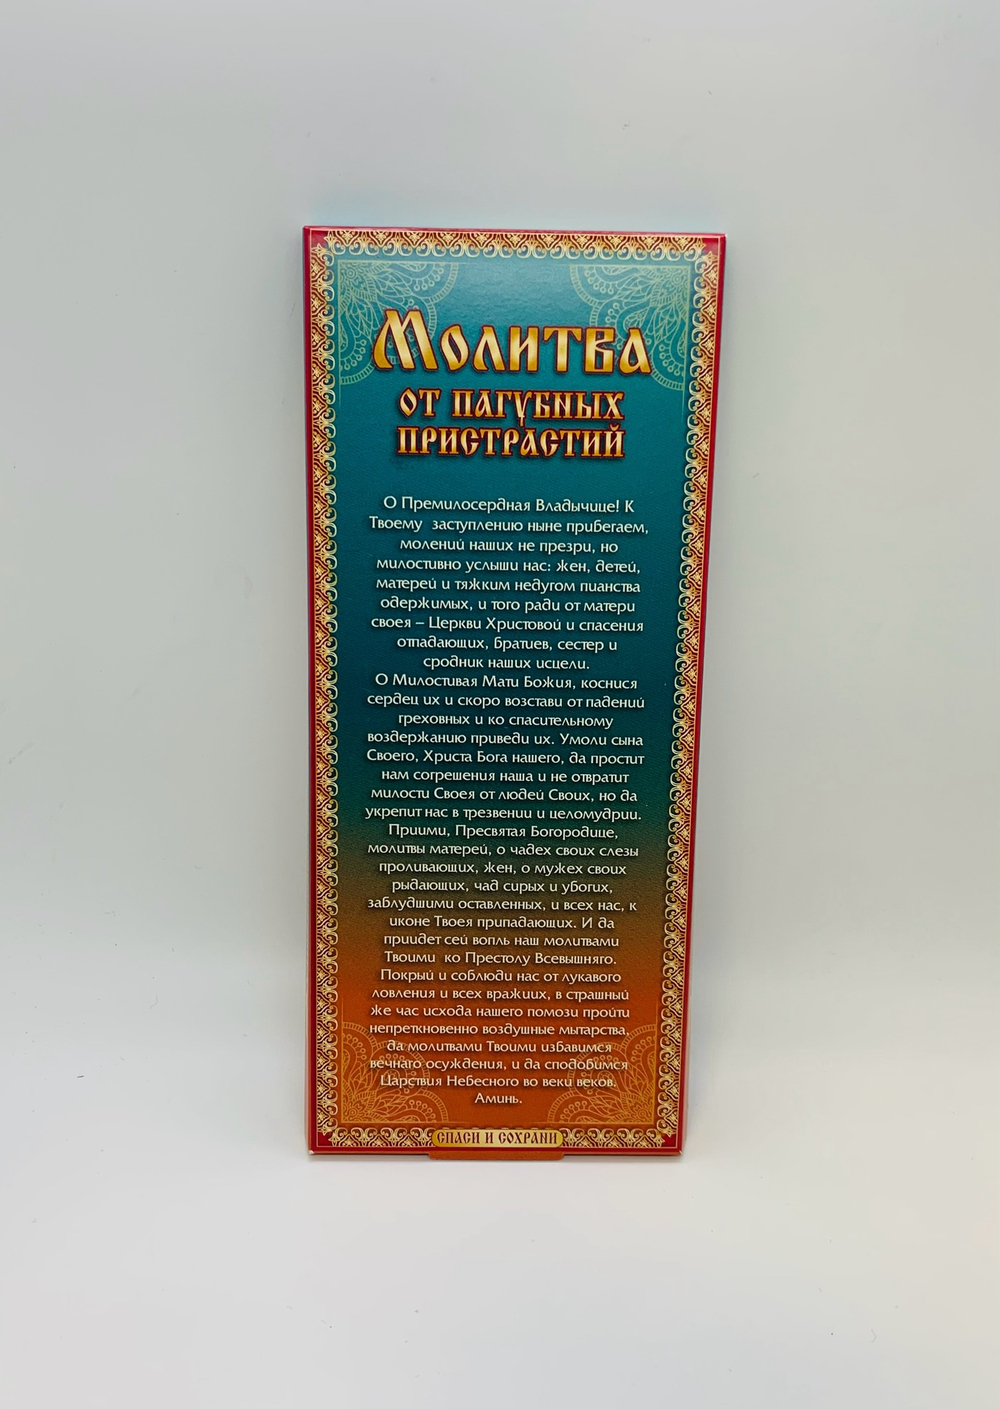 Молитва
от пагубных
пристрастий
О Премилосердная Владычице! К
Твоему заступлению ныне прибегаем,
молений наших не презри, но
милостивно услыши нас: жен, детей,
матерей и тяжким недугом пианства
одержимых, и того ради от матери
своея – Церкви Христовой и спасения
отпадающих, братиев, сестер и
сродник наших исцели.
О Милостивая Мати Божия, коснися
сердец их и скоро возстави от падений
греховных и ко спасительному
воздержанию приведи их. Умоли сына
Своего, Христа Бога нашего, да простит
нам согрешения наша и не отвратит
милости Своея от людей Своих, но да
укрепит нас в трезвении и целомудрии.
Приими, Пресвятая Богородице,
молитвы матерей, о чадех своих слезы
проливающих, жен, о мужех своих
рыдающих, чад сирых и убогих,
заблудшими оставленных, и всех нас, к
иконе Твоея припадающих. И да
приидет сей вопль наш молитвами
Твоими ко Престолу Всевышняго.
Покрый и соблюди нас от лукавого
ловления и всех вражиих, в страшный
же час исхода нашего помози пройти
непреткновенно воздушные мытарства,
да молитвами Твоими избавимся
вечнаго осуждения, и да сподобимся
Царствия Небесного во веки веков.
Аминь.
СПАСИ И СОХРАНИ